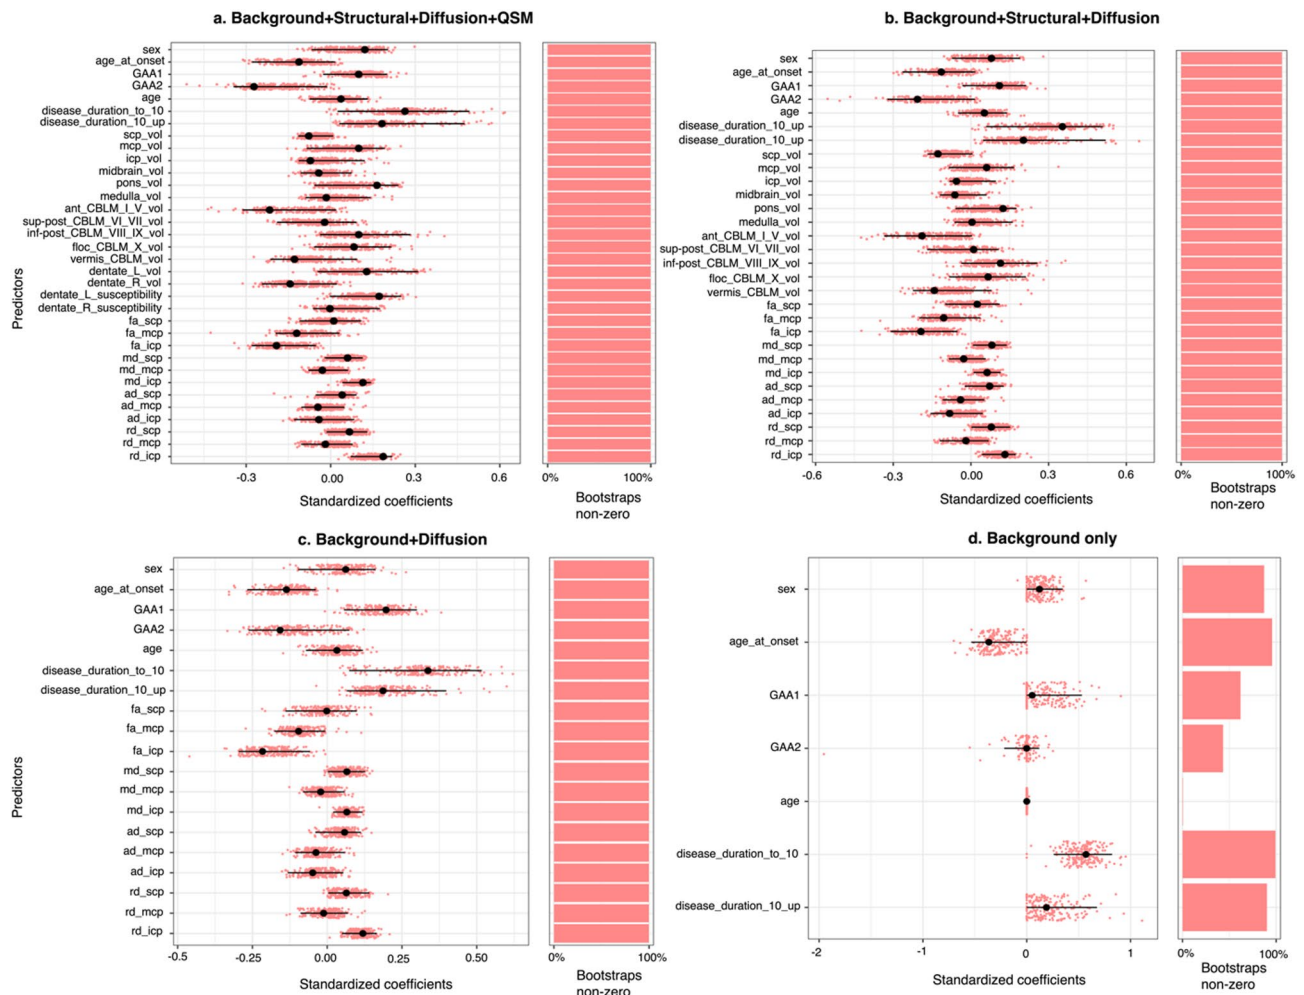 a. Background+Structural+Diffusion+QSM
sex
age_at_onset
GAA1
GAA2
age
disease_duration_to_10
disease_duration_10_up
scp_vol
mcp_vol
icp_vol
midbrain_vol
pons_vol
medulla_vol
ant_CBLM_I_V_vol
sup-post_CBLM_VI_VII_vol
inf-post_CBLM_VIII_IX_vol
floc_CBLM_X_vol
vermis_CBLM_vol
dentate_L_vol
dentate_R_vol
dentate_L_susceptibility
dentate_R_susceptibility
fa_scp
fa_mcp
fa_icp
md_scp
md_mcp
md_icp
ad_scp
ad_mcp
ad_icp
rd_scp
rd_mcp
rd_icp
Predictors
-0.3 0.00 0.3 0.6
Standardized coefficients
0% 100%
Bootstraps
non-zero
b. Background+Structural+Diffusion
sex
age_at_onset
GAA1
GAA2
age
disease_duration_10_up
disease_duration_10_up
scp_vol
mcp_vol
icp_vol
midbrain_vol
pons_vol
medulla_vol
ant_CBLM_I_V_vol
sup-post_CBLM_VI_VII_vol
inf-post_CBLM_VIII_IX_vol
floc_CBLM_X_vol
vermis_CBLM_vol
fa_scp
fa_mcp
fa_icp
md_scp
md_mcp
md_icp
ad_scp
ad_mcp
ad_icp
rd_scp
rd_mcp
rd_icp
-0.6 -0.3 0.00 0.3 0.6
Standardized coefficients
0% 100%
Bootstraps
non-zero
c. Background+Diffusion
sex
age_at_onset
GAA1
GAA2
age
disease_duration_to_10
disease_duration_10_up
fa_scp
fa_mcp
fa_icp
md_scp
md_mcp
md_icp
ad_scp
ad_mcp
ad_icp
rd_scp
rd_mcp
rd_icp
Predictors
-0.5 -0.25 0.00 0.25 0.50
Standardized coefficients
0% 100%
Bootstraps
non-zero
d. Background only
sex
age_at_onset
GAA1
GAA2
age
disease_duration_to_10
disease_duration_10_up
-2 -1 0 1
Standardized coefficients
0% 100%
Bootstraps
non-zero